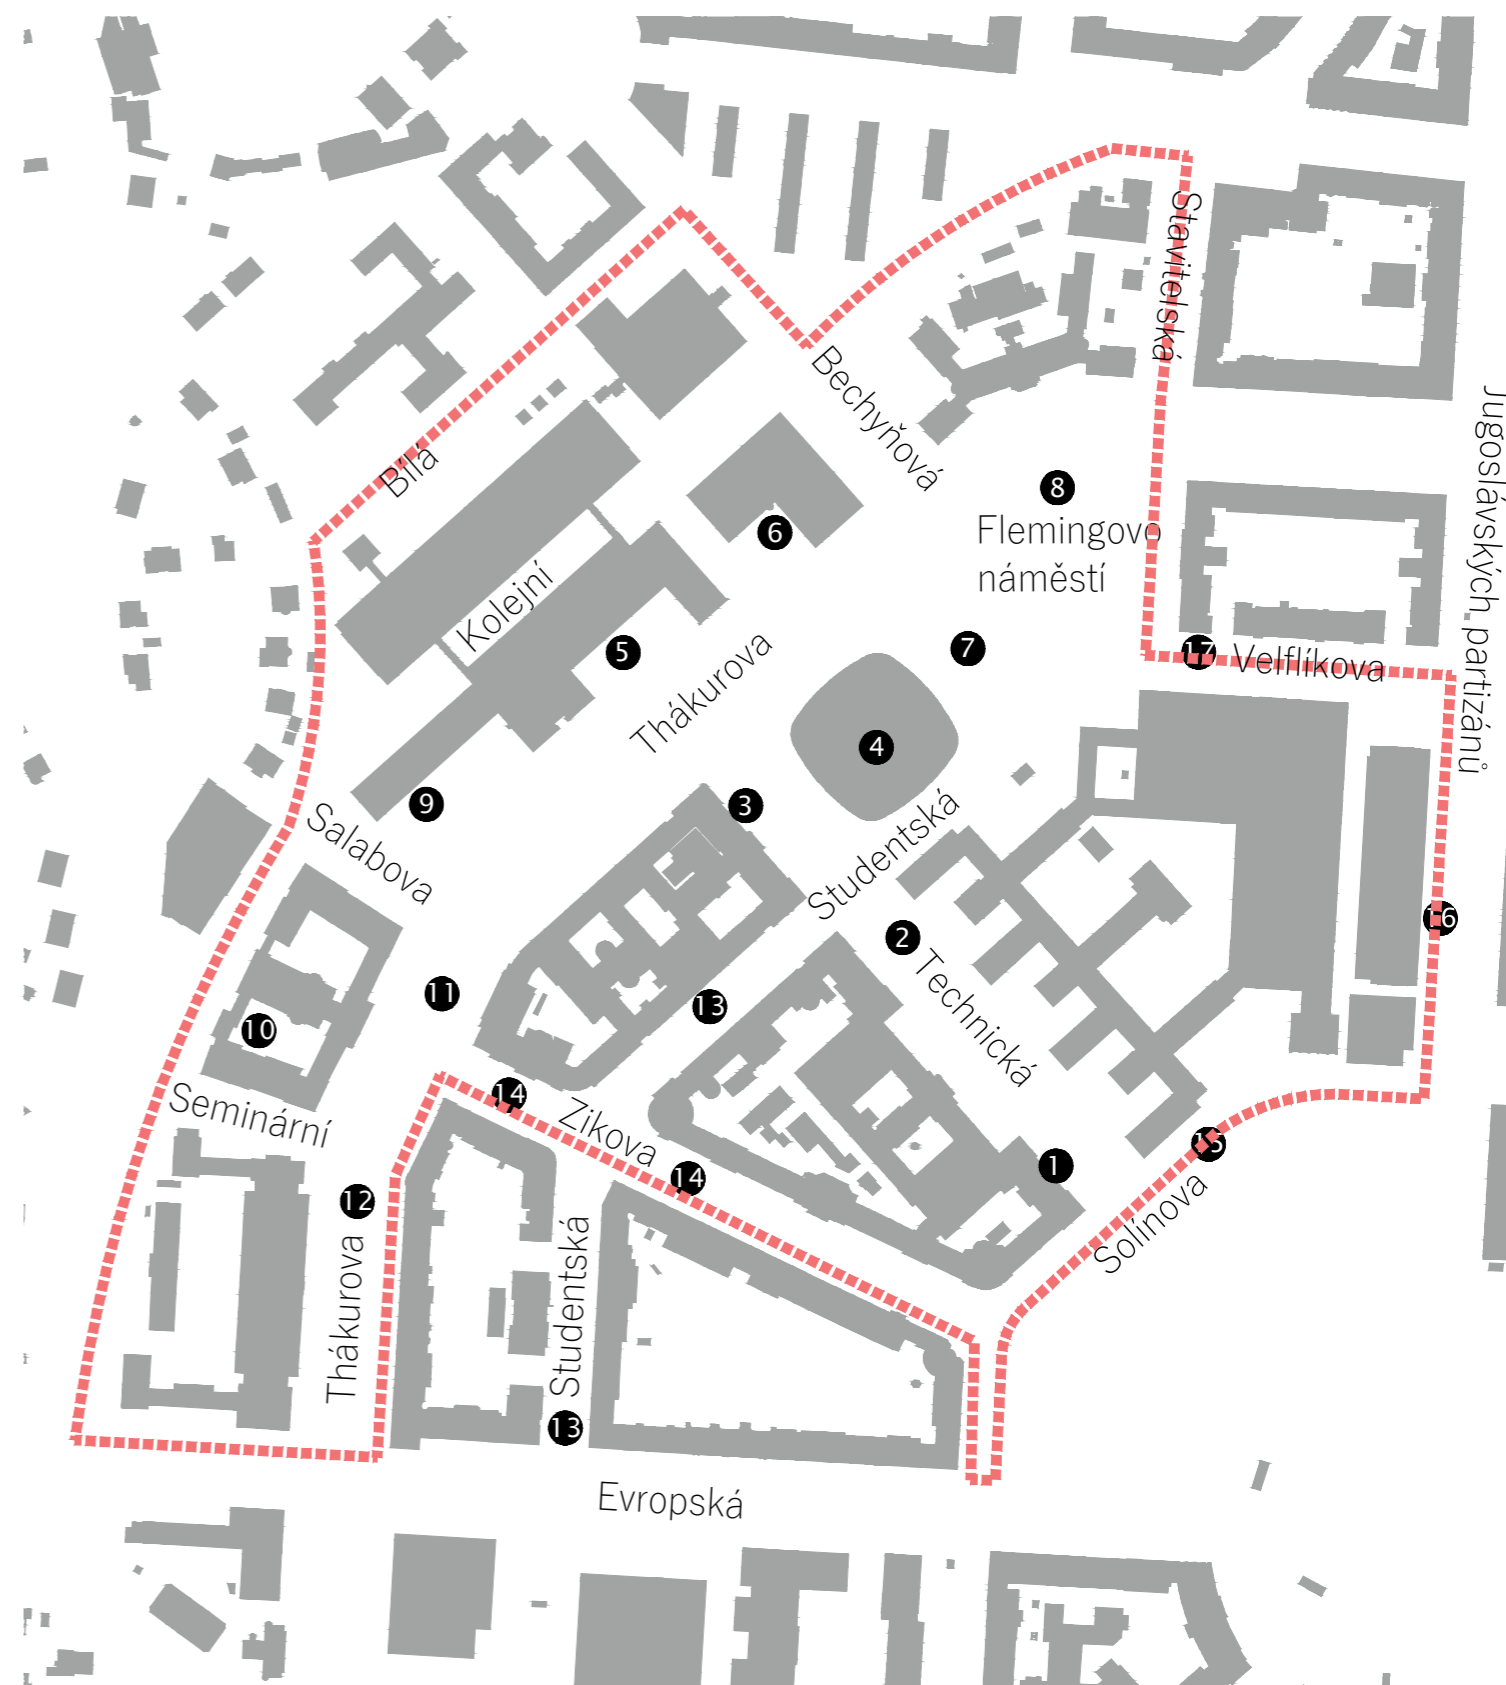 Stavitelská
Bechyňová
Jugoslávských partizánů
Bílá
8
Flemingovo
náměstí
6
Kolejní
5
Thákurova
7
17
Velflíkova
4
9
3
Salabova
Studentská
16
2
Technická
11
13
10
Seminární
14
Zikova
15
1
14
12
Solínova
Thákurova
Studentská
13
Evropská